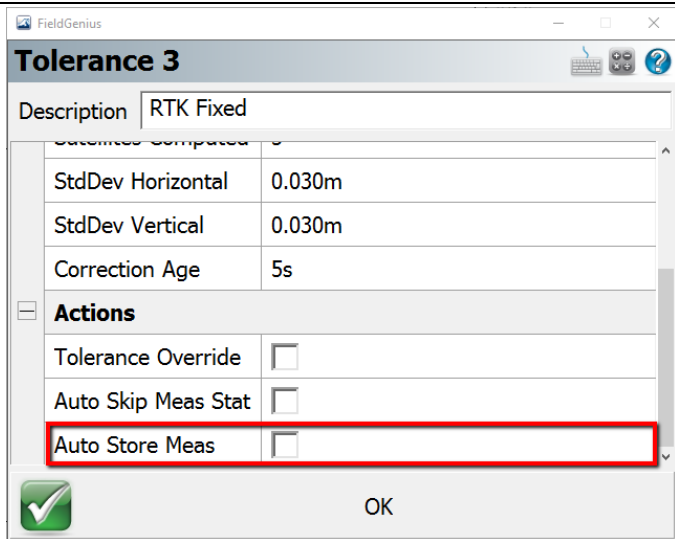 FieldGenius
Tolerance 3
Description RTK Fixed
StdDev Horizontal 0.030m
StdDev Vertical 0.030m
Correction Age 5s
Actions
Tolerance Override
Auto Skip Meas Stat
Auto Store Meas
OK